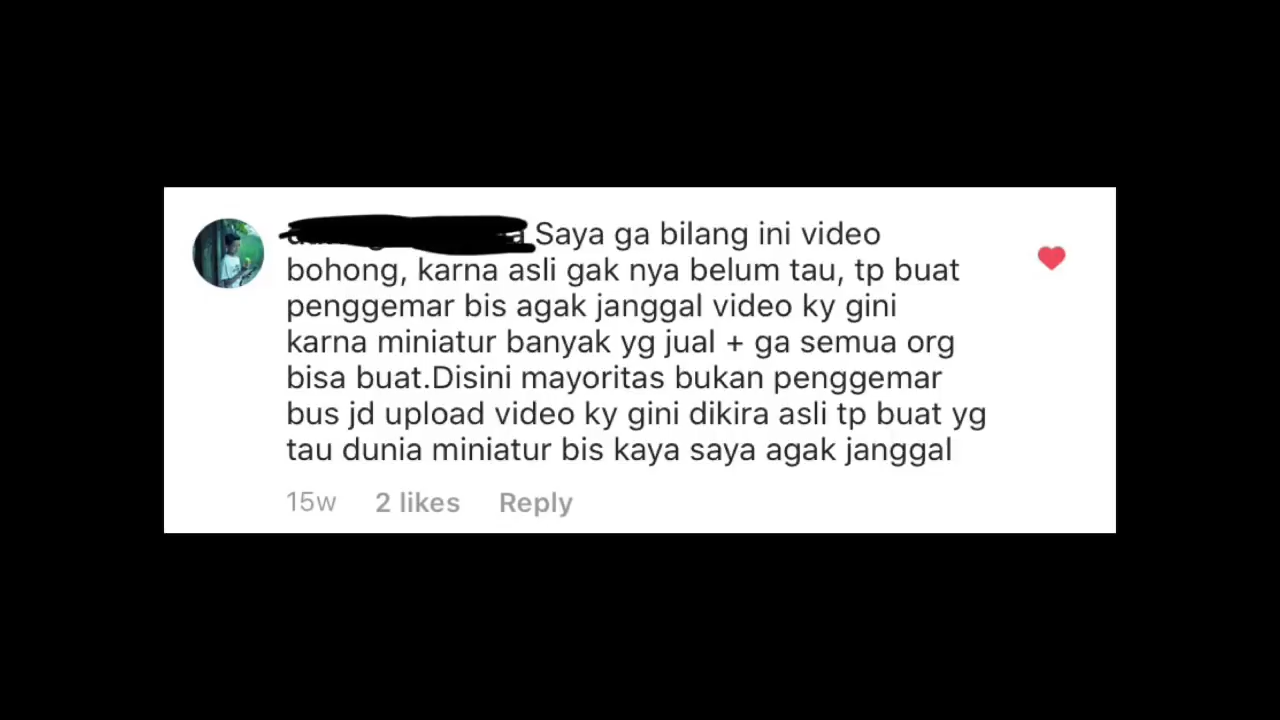 Saya ga bilang ini video
bohong, karna asli gak nya belum tau, tp buat
penggemar bis agak janggal video ky gini
karna miniatur banyak yg jual + ga semua org
bisa buat.Disini mayoritas bukan penggemar
bus jd upload video ky gini dikira asli tp buat yg
tau dunia miniatur bis kaya saya agak janggal
15w 2 likes Reply